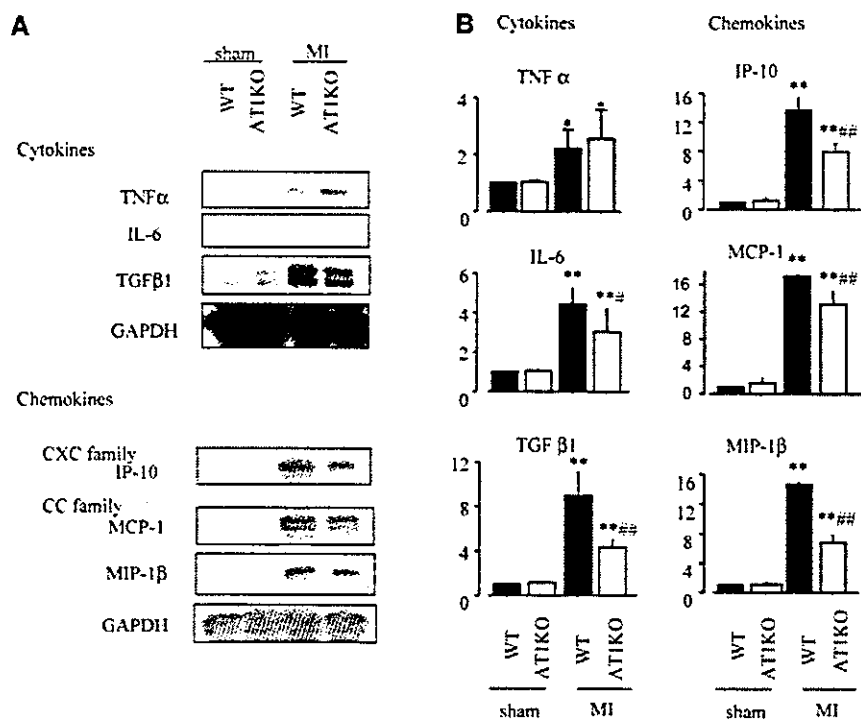 A
sham MI
WT AT1KO WT AT1KO
Cytokines
TNFα
IL-6
TGFβ1
GAPDH
Chemokines
CXC family
IP-10
CC family
MCP-1
MIP-1β
GAPDH
B
Cytokines Chemokines
TNF α
4
2
0
* *
IP-10
16
12
8
4
0
** **##
IL-6
6
4
2
0
** **#
MCP-1
16
12
8
4
0
** **##
TGF β1
12
8
4
0
** **##
MIP-1β
16
12
8
4
0
** **##
WT AT1KO WT AT1KO WT AT1KO WT AT1KO
sham MI sham MI